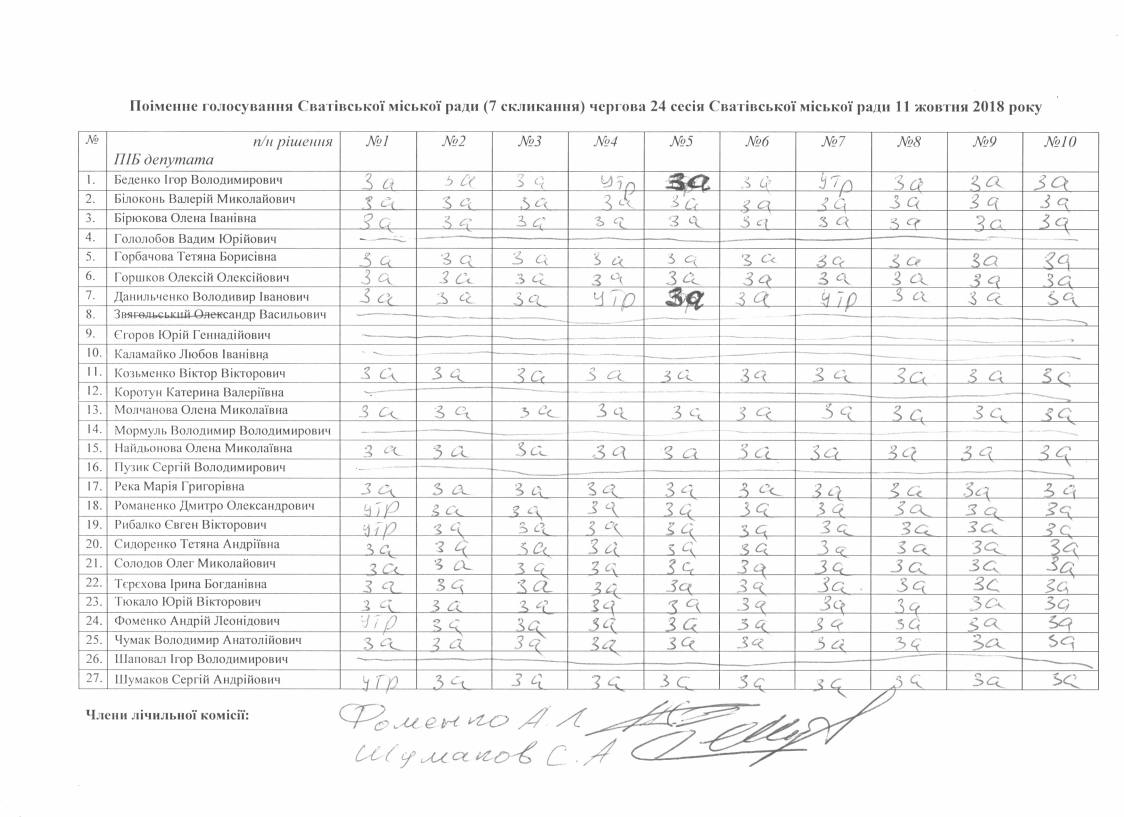 Поіменне голосування Сватівської міської ради (7 скликання) чергова 24 сесія Сватівської міської ради 11 жовтня 2018 року
№ п/п рішення №1 №2 №3 №4 №5 №6 №7 №8 №9 №10
ПІБ депутата
1. Беденко Ігор Володимирович За За За УТР За За УТР За За За
2. Білоконь Валерій Миколайович За За За За За За За За За За
3. Бірюкова Олена Іванівна За За За За За За За За За За
4. Гололобов Вадим Юрійович
5. Горбачова Тетяна Борисівна За За За За За За За За За За
6. Горшков Олексій Олексійович За За За За За За За За За За
7. Данильченко Володивир Іванович За За За УТР За За УТР За За За
8. Звягольський Олександр Васильович
9. Єгоров Юрій Геннадійович
10. Каламайко Любов Іванівна
11. Козьменко Віктор Вікторович За За За За За За За За За За
12. Коротун Катерина Валеріївна
13. Молчанова Олена Миколаївна За За За За За За За За За За
14. Мормуль Володимир Володимирович
15. Найдьонова Олена Миколаївна За За За За За За За За За За
16. Пузик Сергій Володимирович
17. Река Марія Григорівна За За За За За За За За За За
18. Романенко Дмитро Олександрович УТР За За За За За За За За За
19. Рибалко Євген Вікторович УТР За За За За За За За За За
20. Сидоренко Тетяна Андріївна За За За За За За За За За За
21. Солодов Олег Миколайович За За За За За За За За За За
22. Тєрєхова Ірина Богданівна За За За За За За За За За За
23. Тюкало Юрій Вікторович За За За За За За За За За За
24. Фоменко Андрій Леонідович УТР За За За За За За За За За
25. Чумак Володимир Анатолійович За За За За За За За За За За
26. Шаповал Ігор Володимирович
27. Шумаков Сергій Андрійович УТР За За За За За За За За За
Члени лічильної комісії: Фоменко А. Л
Шумаков С. А